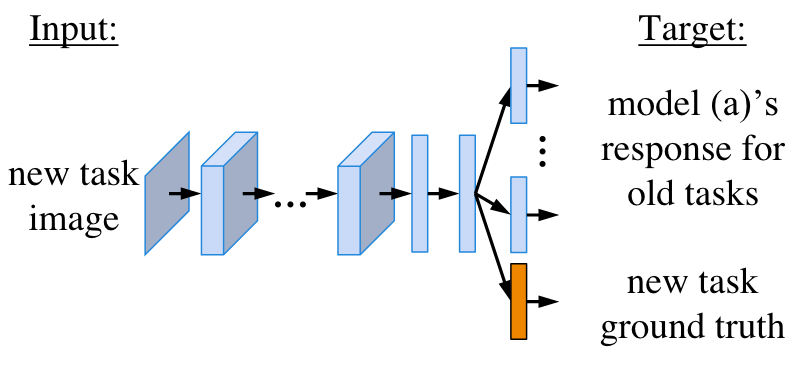 Input:
Target:
new task
image
...
model (a)'s
response for
old tasks
new task
ground truth